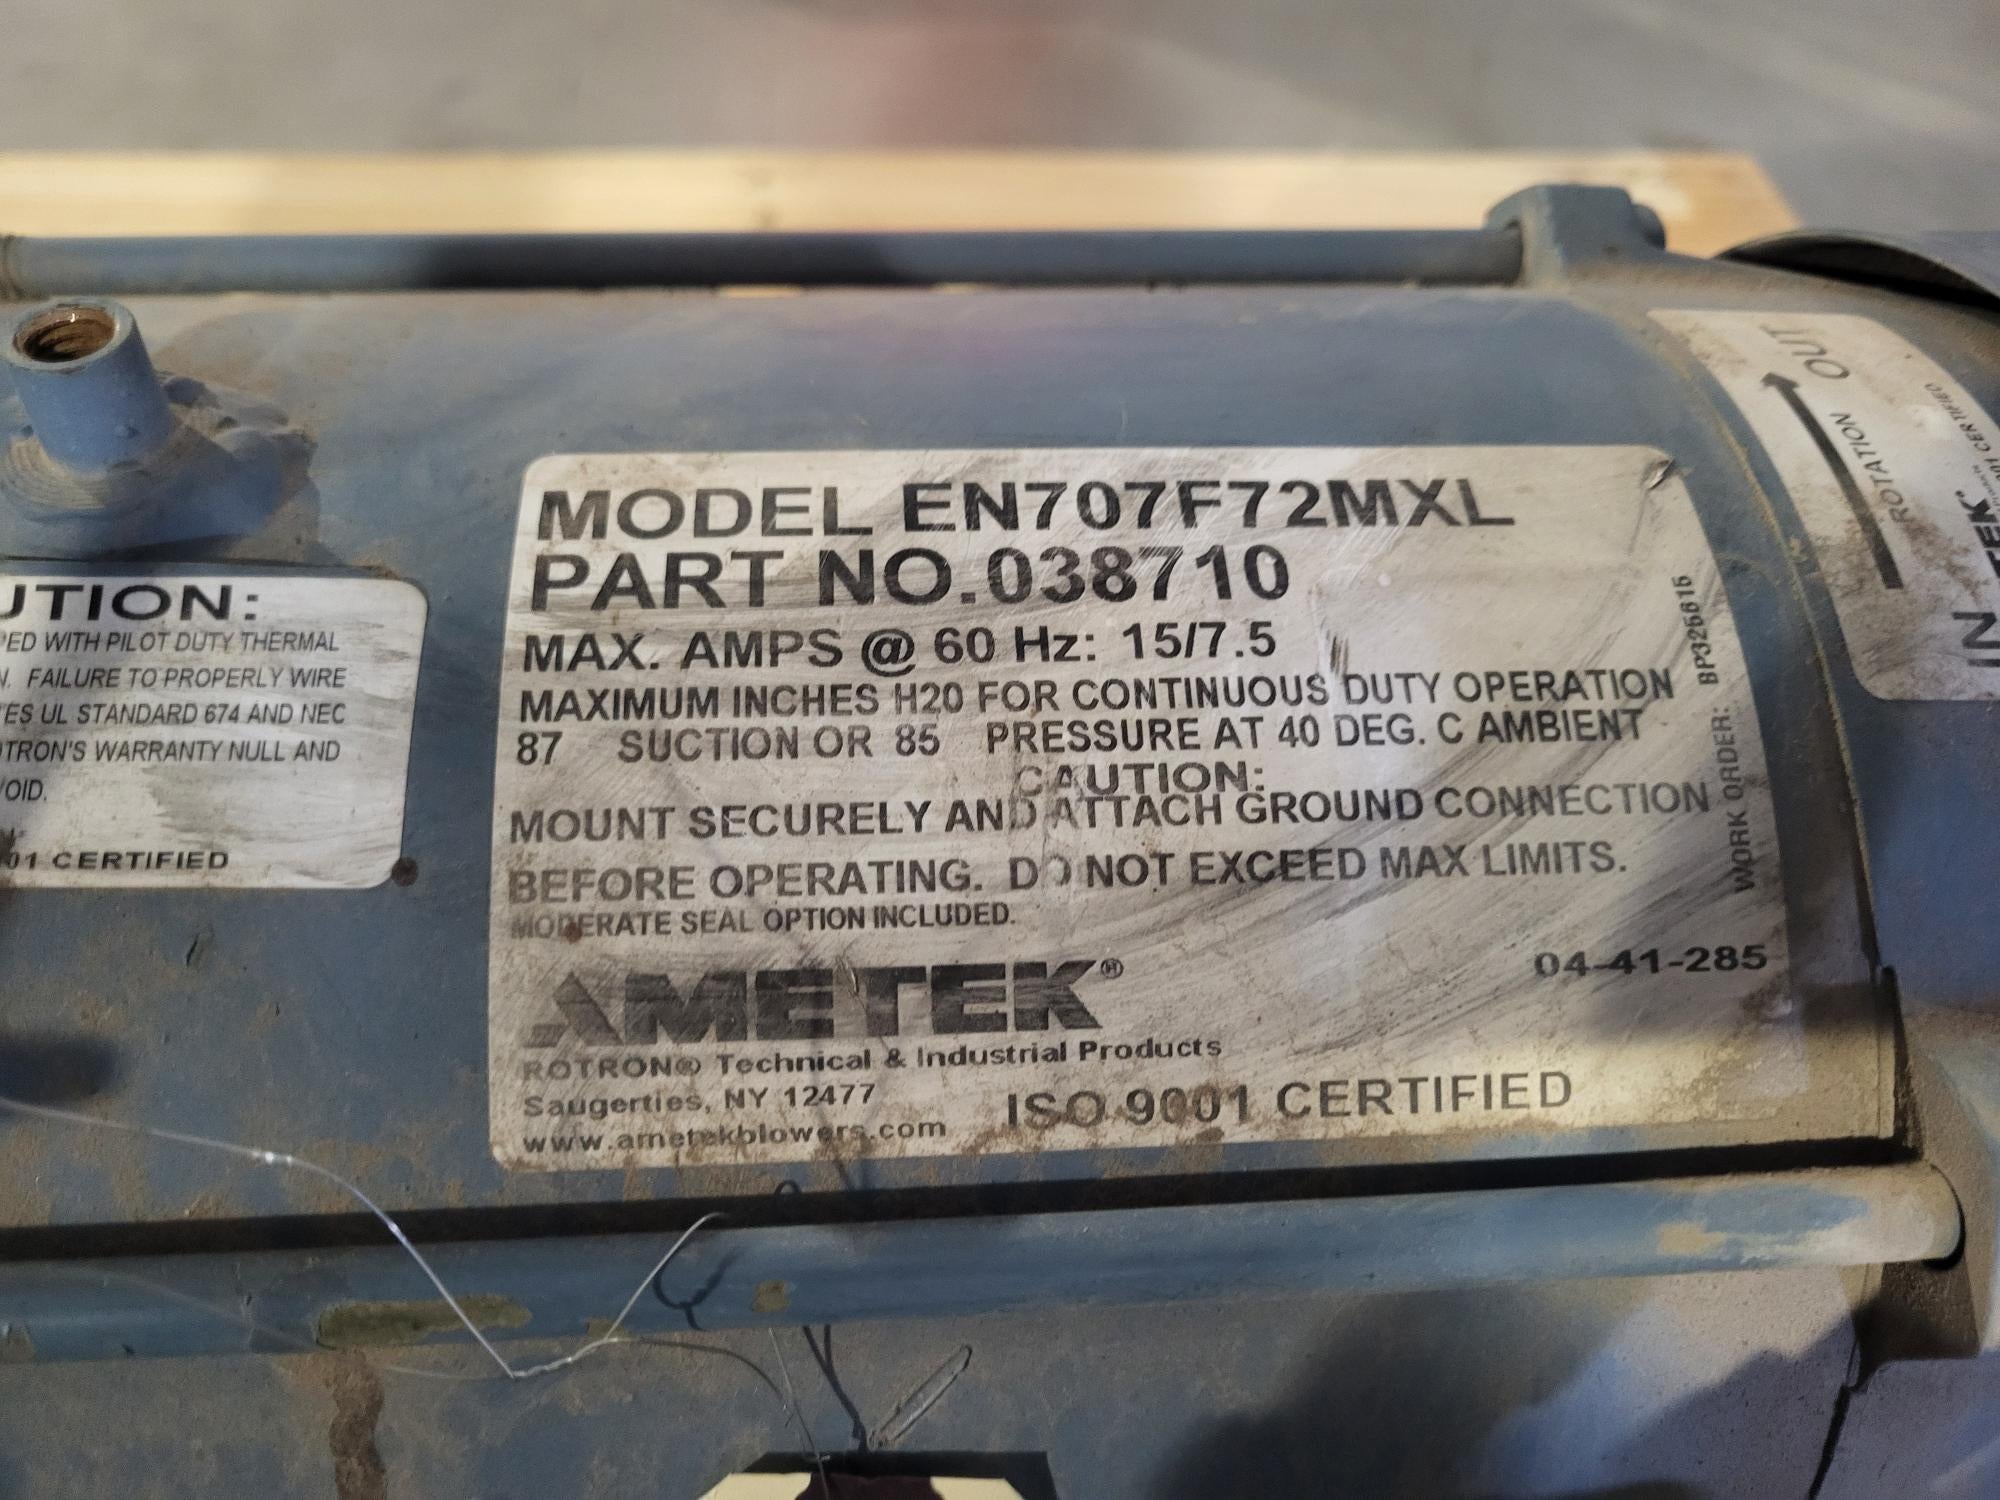 MODEL EN707F72MXL
PART NO.038710
MAX. AMPS @ 60 Hz: 15/7.5
MAXIMUM INCHES H20 FOR CONTINUOUS DUTY OPERATION
87 SUCTION OR 85 PRESSURE AT 40 DEG. C AMBIENT
CAUTION:
MOUNT SECURELY AND ATTACH GROUND CONNECTION
BEFORE OPERATING. DO NOT EXCEED MAX LIMITS.
MODERATE SEAL OPTION INCLUDED.
04-41-285
AMETEK®
ROTRON® Technical & Industrial Products
Saugerties, NY 12477
www.ametekblowers.com
ISO 9001 CERTIFIED
WORK ORDER: BP326615
UTION:
PED WITH PILOT DUTY THERMAL
N. FAILURE TO PROPERLY WIRE
TES UL STANDARD 674 AND NEC
OTRON'S WARRANTY NULL AND
VOID.
01 CERTIFIED
OUT
ROTATION
IN
TEK
CERTIFIED